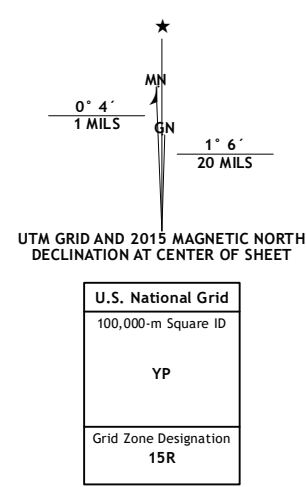 ★
MN
0° 4´
1 MILS
GN
1° 6´
20 MILS
UTM GRID AND 2015 MAGNETIC NORTH
DECLINATION AT CENTER OF SHEET
U.S. National Grid
100,000-m Square ID
YP
Grid Zone Designation
15R